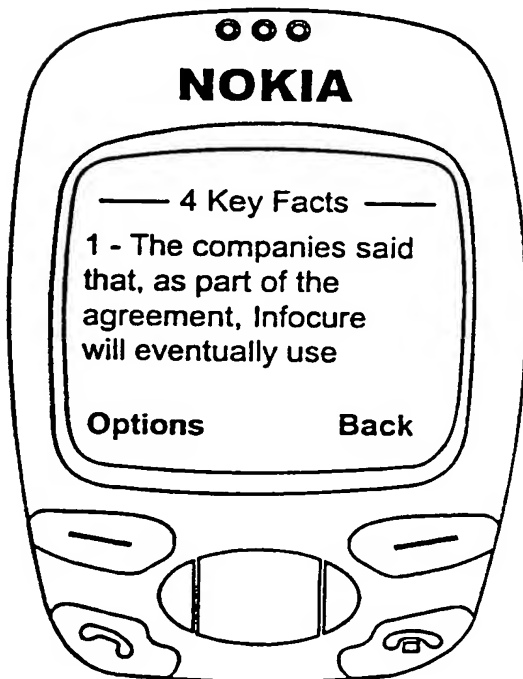 NOKIA
4 Key Facts
1 - The companies said
that, as part of the
agreement, Infocure
will eventually use
Options Back